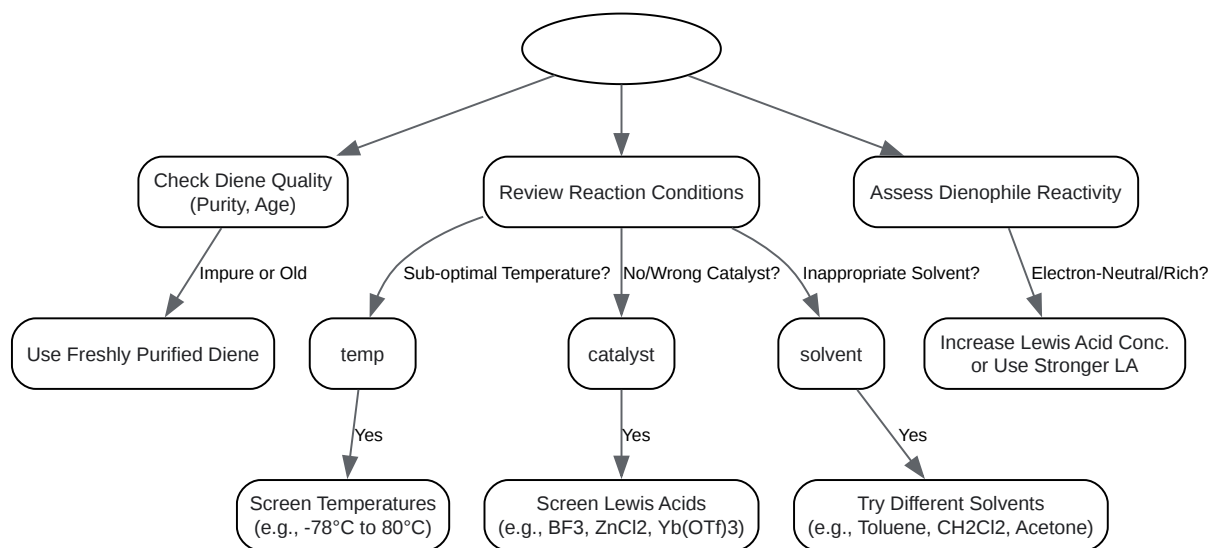 Check Diene Quality
(Purity, Age)
Review Reaction Conditions
Assess Dienophile Reactivity
Impure or Old
Sub-optimal Temperature?
No/Wrong Catalyst?
Inappropriate Solvent?
Electron-Neutral/Rich?
Use Freshly Purified Diene
temp
catalyst
solvent
Increase Lewis Acid Conc.
or Use Stronger LA
Yes
Yes
Yes
Screen Temperatures
(e.g., -78°C to 80°C)
Screen Lewis Acids
(e.g., BF3, ZnCl2, Yb(OTf)3)
Try Different Solvents
(e.g., Toluene, CH2Cl2, Acetone)